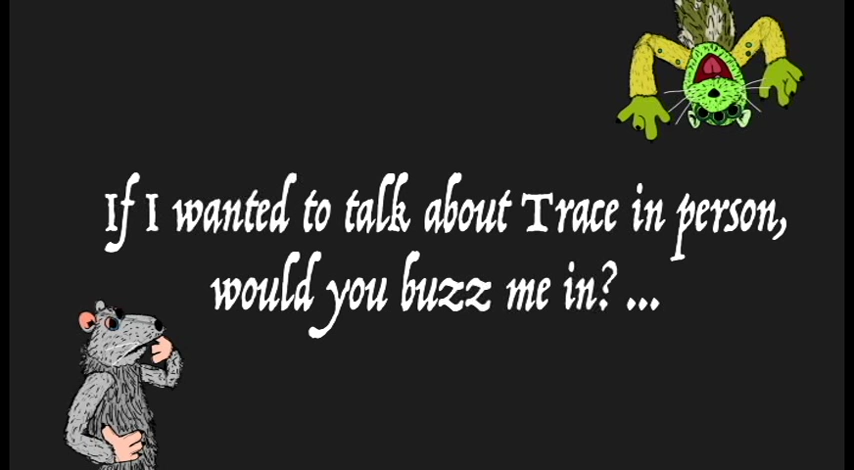 If I wanted to talk about Trace in person,
would you buzz me in? ...